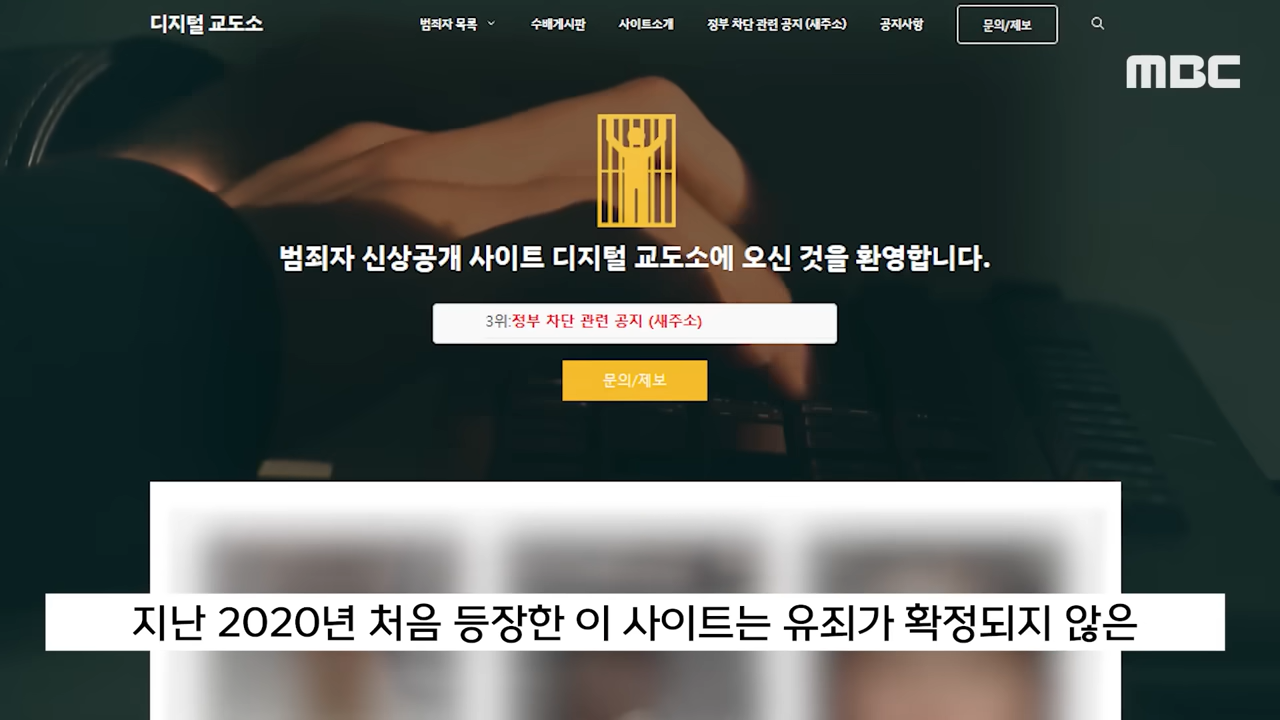 디지털 교도소
범죄자 목록
수배게시판
사이트소개
정부 차단 관련 공지 (새주소)
공지사항
문의/제보
MBC
범죄자 신상공개 사이트 디지털 교도소에 오신 것을 환영합니다.
3위:정부 차단 관련 공지 (새주소)
문의/제보
지난 2020년 처음 등장한 이 사이트는 유죄가 확정되지 않은